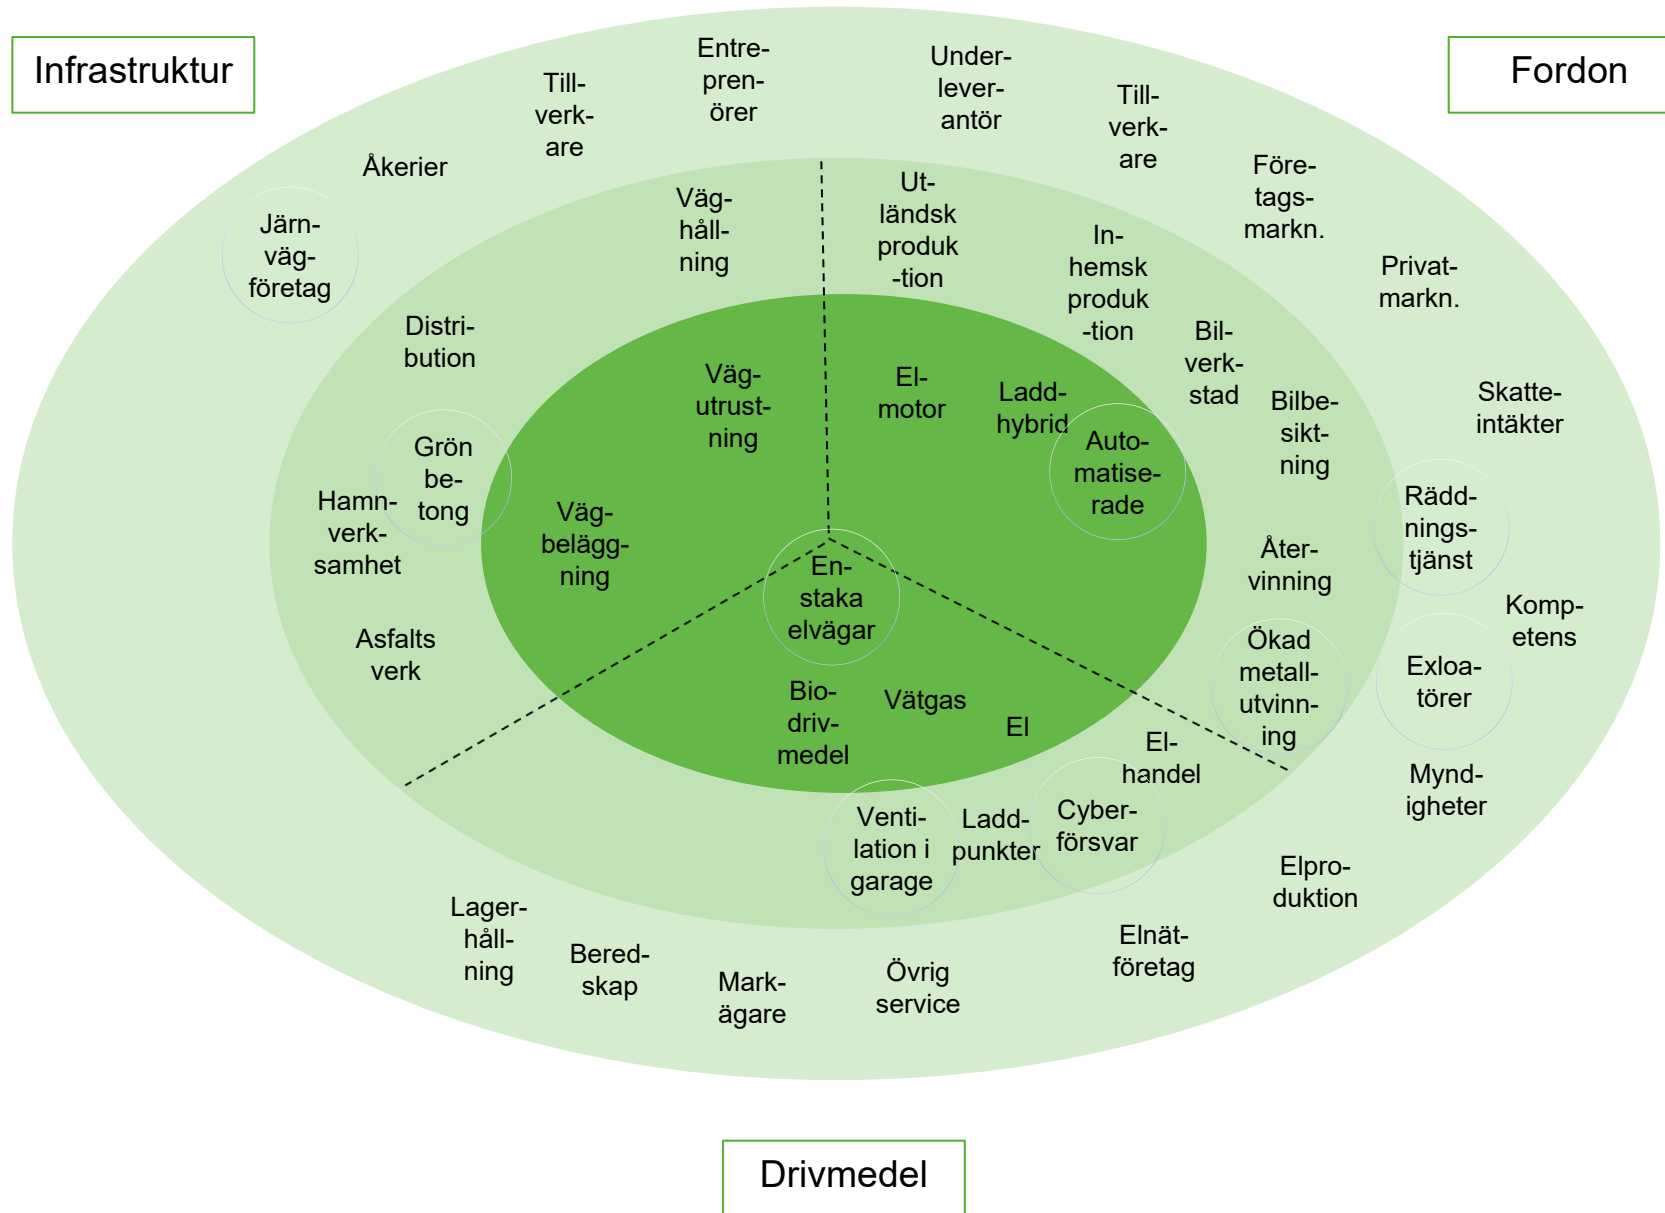 Infrastruktur
Fordon
Entre-
pren-
örer
Under-
lever-
antör
Till-
verk-
are
Till-
verk-
are
Åkerier
Före-
tags-
markn.
Järn-
väg-
företag
Väg-
håll-
ning
Ut-
ländsk
produk
-tion
In-
hemsk
produk
-tion
Privat-
markn.
Distri-
bution
Bil-
verk-
stad
Väg-
utrust-
ning
El-
motor
Ladd-
hybrid
Bilbe-
sikt-
ning
Skatte-
intäkter
Grön
be-
tong
Auto-
matise-
rade
Hamn-
verk-
samhet
Väg-
belägg-
ning
Rädd-
nings-
tjänst
Åter-
vinning
En-
staka
elvägar
Komp-
etens
Asfalts
verk
Ökad
metall-
utvinn-
ing
Exloa-
törer
Bio-
driv-
medel
Vätgas
El
El-
handel
Mynd-
igheter
Venti-
lation i
garage
Ladd-
punkter
Cyber-
försvar
Elpro-
duktion
Lager-
håll-
ning
Bered-
skap
Mark-
ägare
Övrig
service
Elnät-
företag
Drivmedel